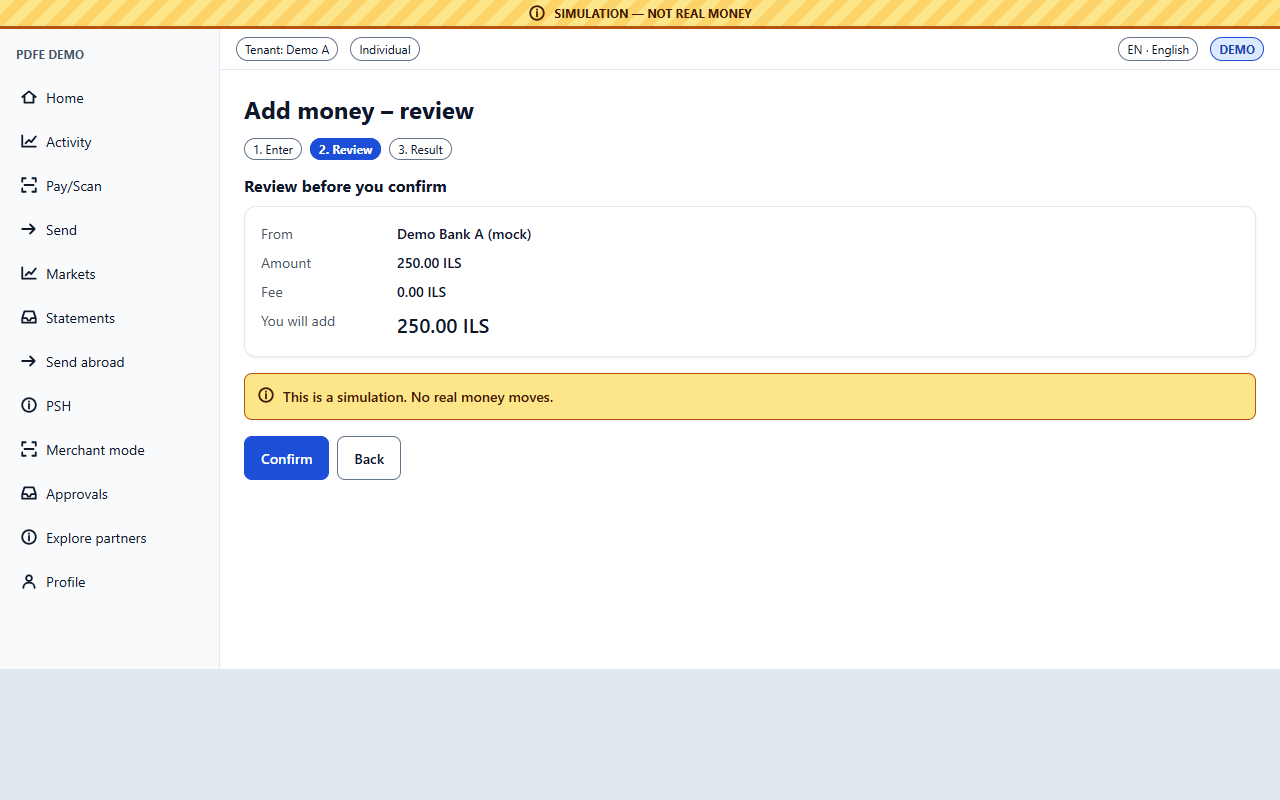 SIMULATION — NOT REAL MONEY
PDFE DEMO
Tenant: Demo A
Individual
EN · English
DEMO
Home
Activity
Pay/Scan
Send
Markets
Statements
Send abroad
PSH
Merchant mode
Approvals
Explore partners
Profile
Add money – review
1. Enter
2. Review
3. Result
Review before you confirm
From Demo Bank A (mock)
Amount 250.00 ILS
Fee 0.00 ILS
You will add 250.00 ILS
This is a simulation. No real money moves.
Confirm
Back